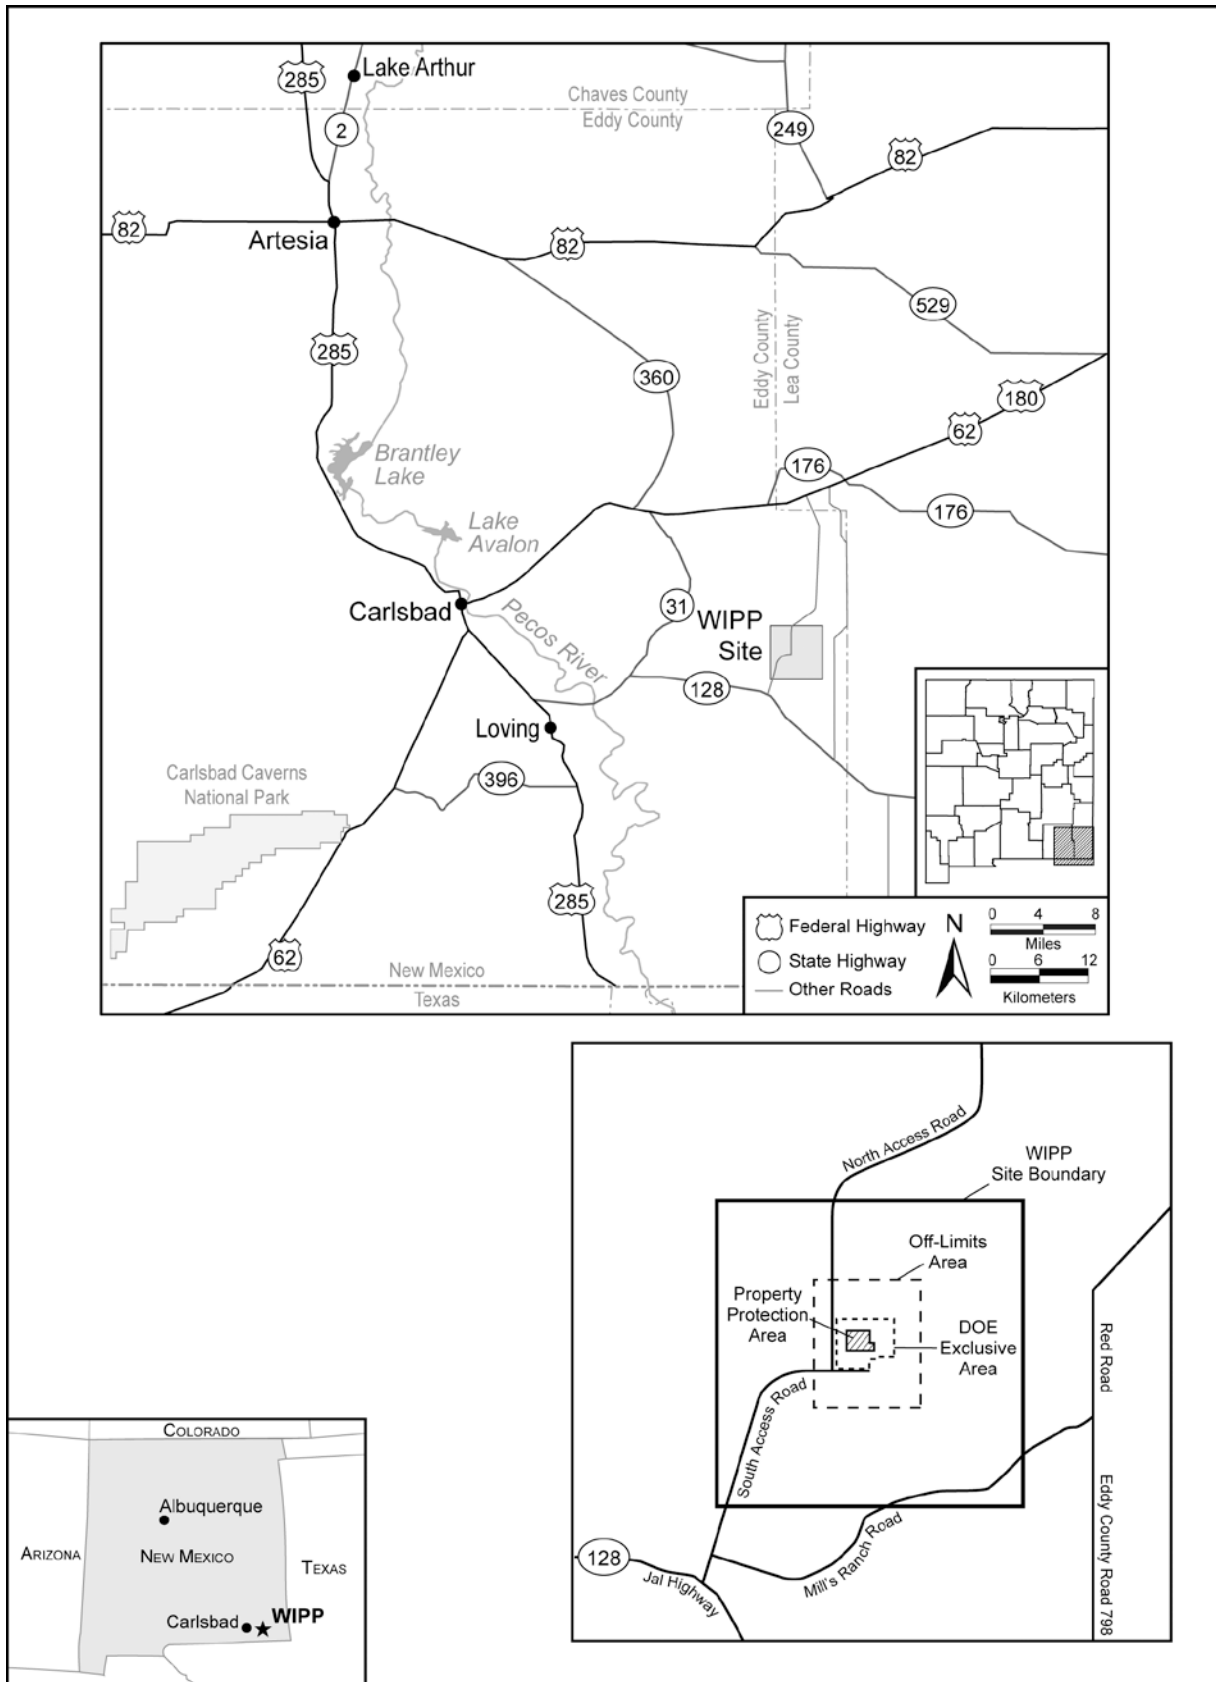 285
Lake Arthur
2
Chaves County
Eddy County
249
82
82
Artesia
82
529
285
360
Eddy County
Lea County
180
62
Brantley
Lake
176
176
Lake
Avalon
Carlsbad
Pecos River
31
WIPP
Site
128
Loving
Carlsbad Caverns
National Park
396
285
62
New Mexico
Texas
Federal Highway
State Highway
Other Roads
N
0 4 8
Miles
0 6 12
Kilometers
North Access Road
WIPP
Site Boundary
Off-Limits
Area
Property
Protection
Area
DOE
Exclusive
Area
Red Road
South Access Road
Mill's Ranch Road
128
Jal Highway
Eddy County Road 798
COLORADO
Albuquerque
ARIZONA
NEW MEXICO
TEXAS
Carlsbad
WIPP